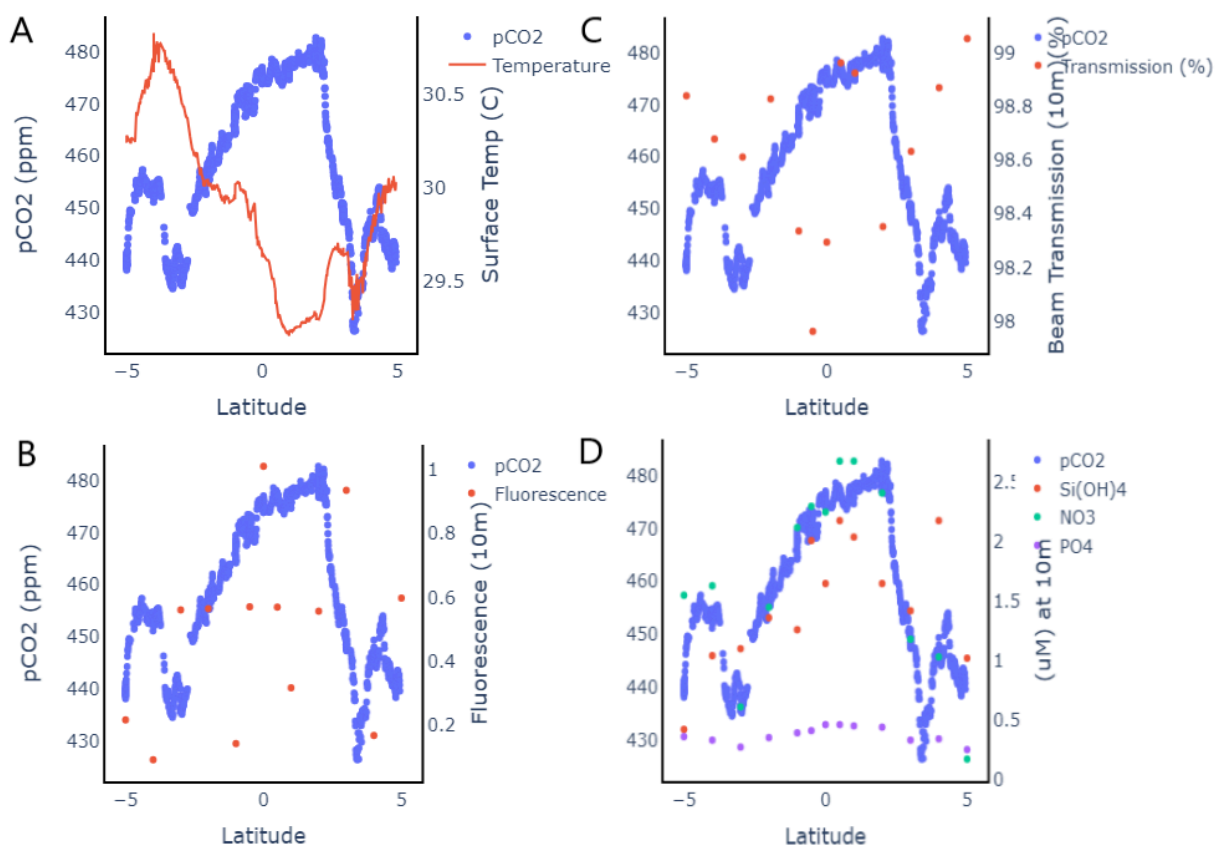 A
pCO2
Temperature
480
470
460
450
440
430
pCO2 (ppm)
30.5
30
29.5
Surface Temp (C)
−5
0
5
Latitude
C
pCO2
Transmission (%)
480
470
460
450
440
430
99
98.8
98.6
98.4
98.2
98
Beam Transmission (10m)(%)
−5
0
5
Latitude
B
pCO2
Fluorescence
480
470
460
450
440
430
pCO2 (ppm)
1
0.8
0.6
0.4
0.2
Fluorescence (10m)
−5
0
5
Latitude
D
pCO2
Si(OH)4
NO3
PO4
480
470
460
450
440
430
2.5
2
1.5
1
0.5
0
(uM) at 10m
−5
0
5
Latitude